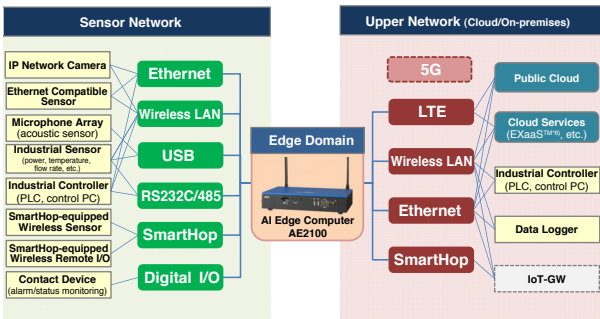 Sensor Network
IP Network Camera
Ethernet Compatible
Sensor
Microphone Array
(acoustic sensor)
Industrial Sensor
(power, temperature,
flow rate, etc.)
Industrial Controller
(PLC, control PC)
SmartHop-equipped
Wireless Sensor
SmartHop-equipped
Wireless Remote I/O
Contact Device
(alarm/status monitoring)
Ethernet
Wireless LAN
USB
RS232C/485
SmartHop
Digital I/O
Edge Domain
AI Edge Computer
AE2100
Upper Network (Cloud/On-premises)
5G
LTE
Wireless LAN
Ethernet
SmartHop
Public Cloud
Cloud Services
(EXaaS™*6), etc.)
Industrial Controller
(PLC, control PC)
Data Logger
IoT-GW